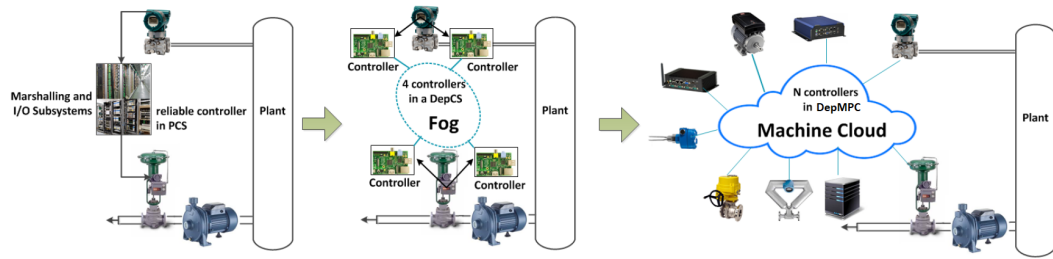 Marshalling and
I/O Subsystems
reliable controller
in PCS
Plant
Controller
Controller
4 controllers
in a DepCS
Fog
Controller
Controller
Plant
N controllers
in DepMPC
Machine Cloud
Plant